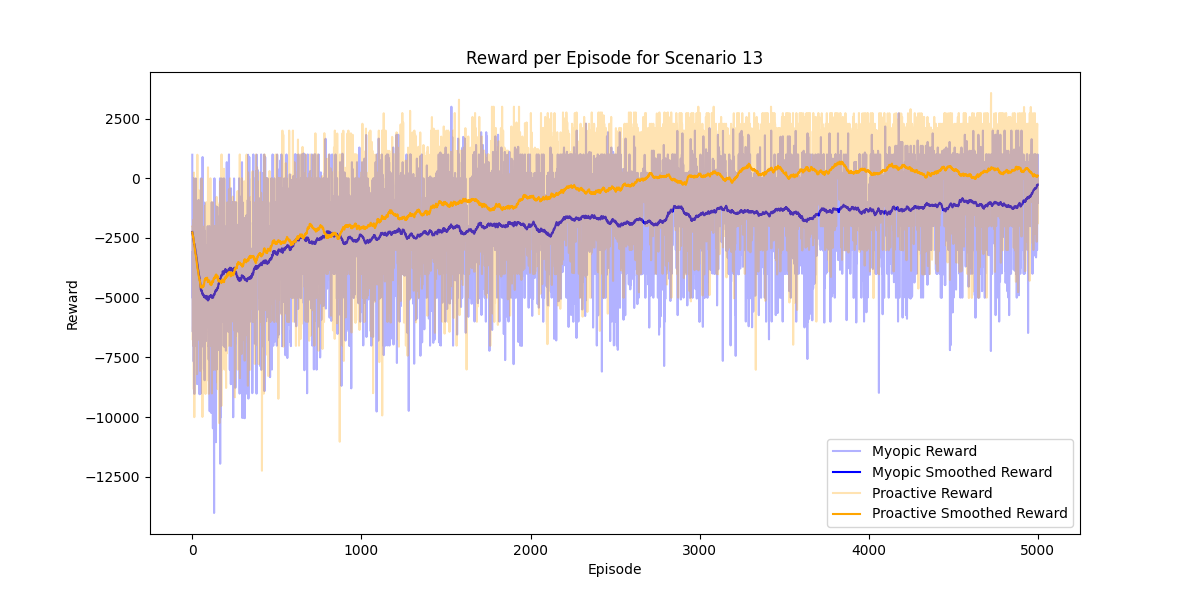 Reward per Episode for Scenario 13
Reward
2500
0
−2500
−5000
−7500
−10000
−12500
0 1000 2000 3000 4000 5000
Episode
Myopic Reward
Myopic Smoothed Reward
Proactive Reward
Proactive Smoothed Reward